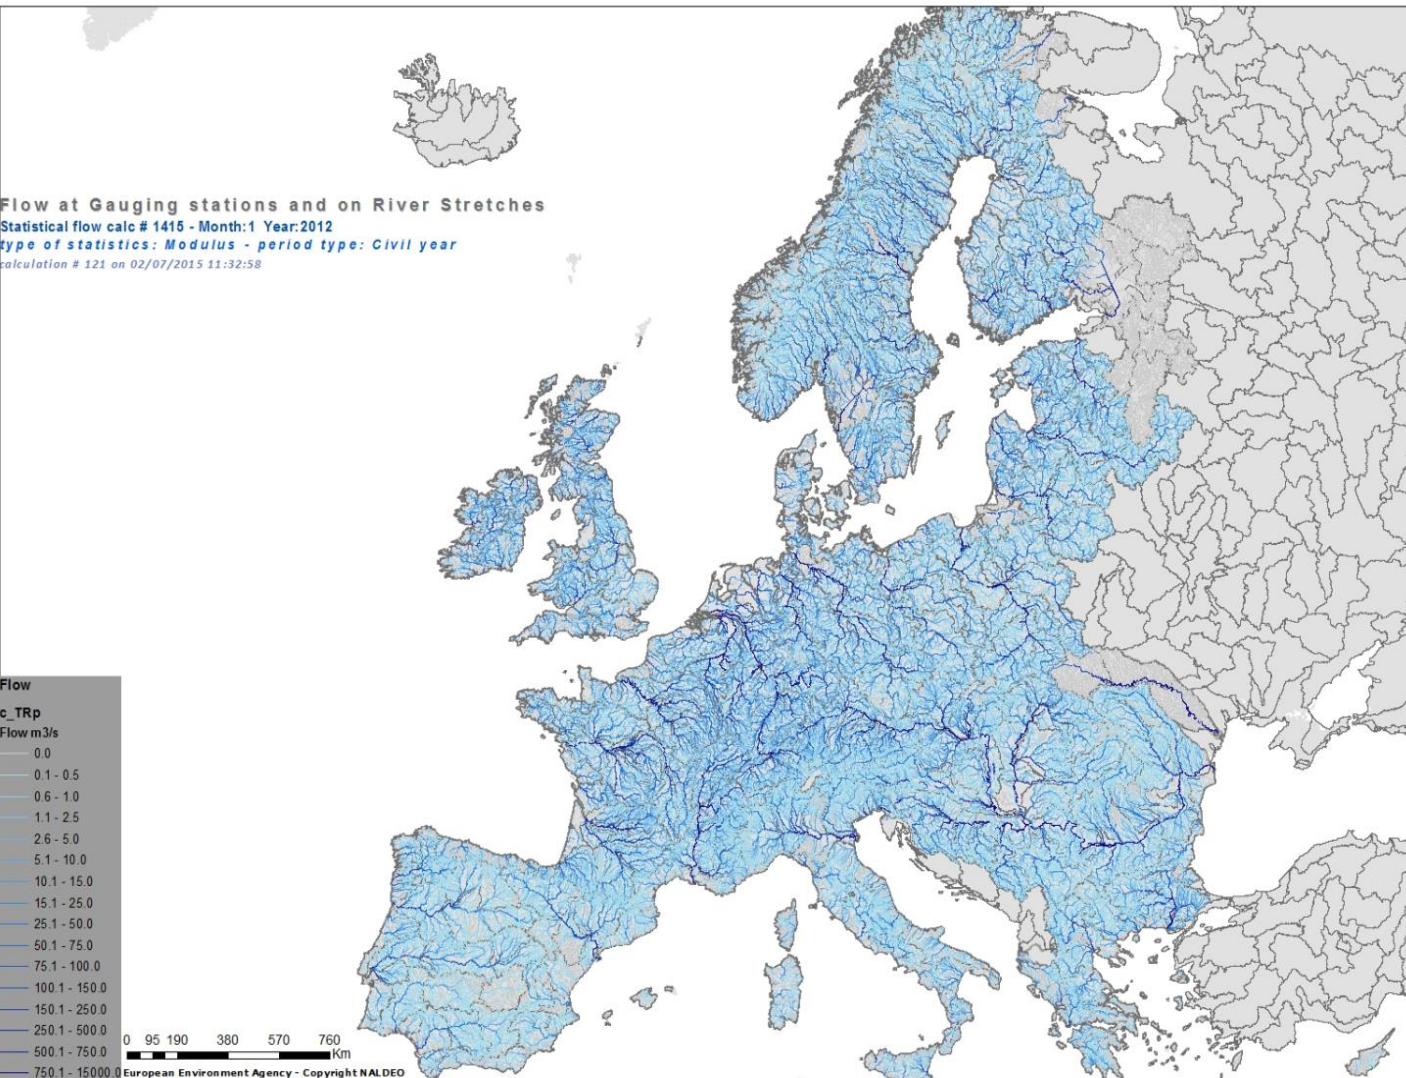 Flow at Gauging stations and on River Stretches
Statistical flow calc # 1415 - Month:1 Year:2012
type of statistics: Modulus - period type: Civil year
calculation # 121 on 02/07/2015 11:32:58
Flow
c_TRp
Flow m3/s
0.0
0.1 - 0.5
0.6 - 1.0
1.1 - 2.5
2.6 - 5.0
5.1 - 10.0
10.1 - 15.0
15.1 - 25.0
25.1 - 50.0
50.1 - 75.0
75.1 - 100.0
100.1 - 150.0
150.1 - 250.0
250.1 - 500.0
500.1 - 750.0
750.1 - 15000.0
0 95 190 380 570 760
Km
European Environment Agency - Copyright NALDEO